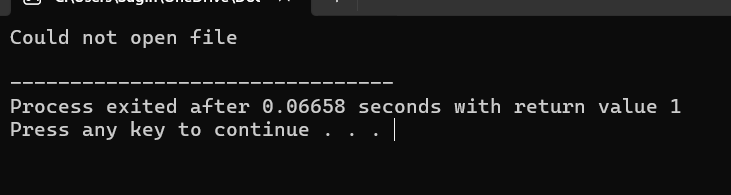 Could not open file
--------------------------------
Process exited after 0.06658 seconds with return value 1
Press any key to continue . . .